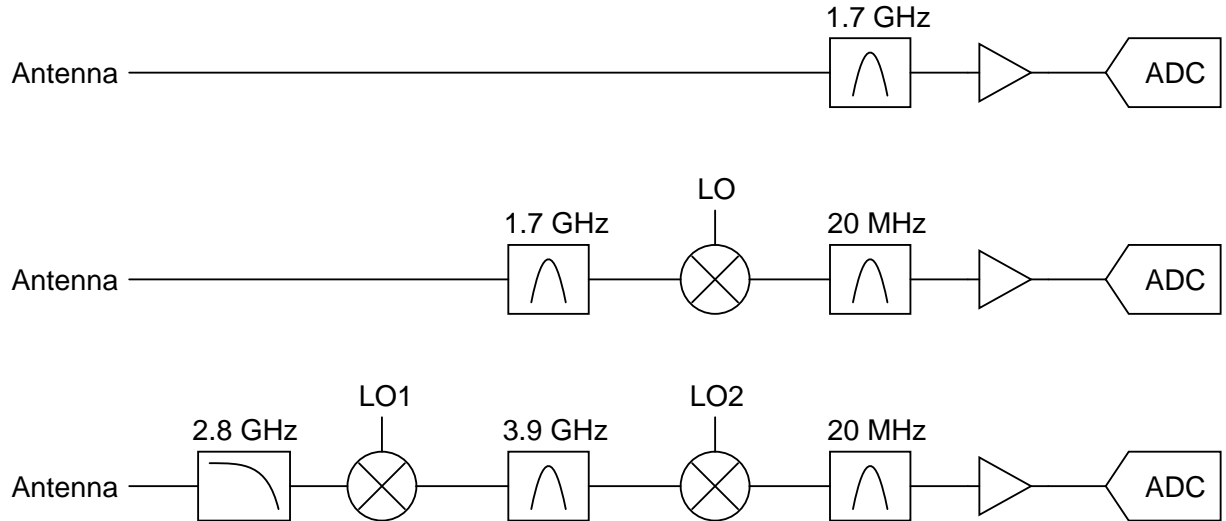 1.7 GHz
Antenna
ADC
LO
1.7 GHz
20 MHz
Antenna
ADC
LO1
LO2
2.8 GHz
3.9 GHz
20 MHz
Antenna
ADC